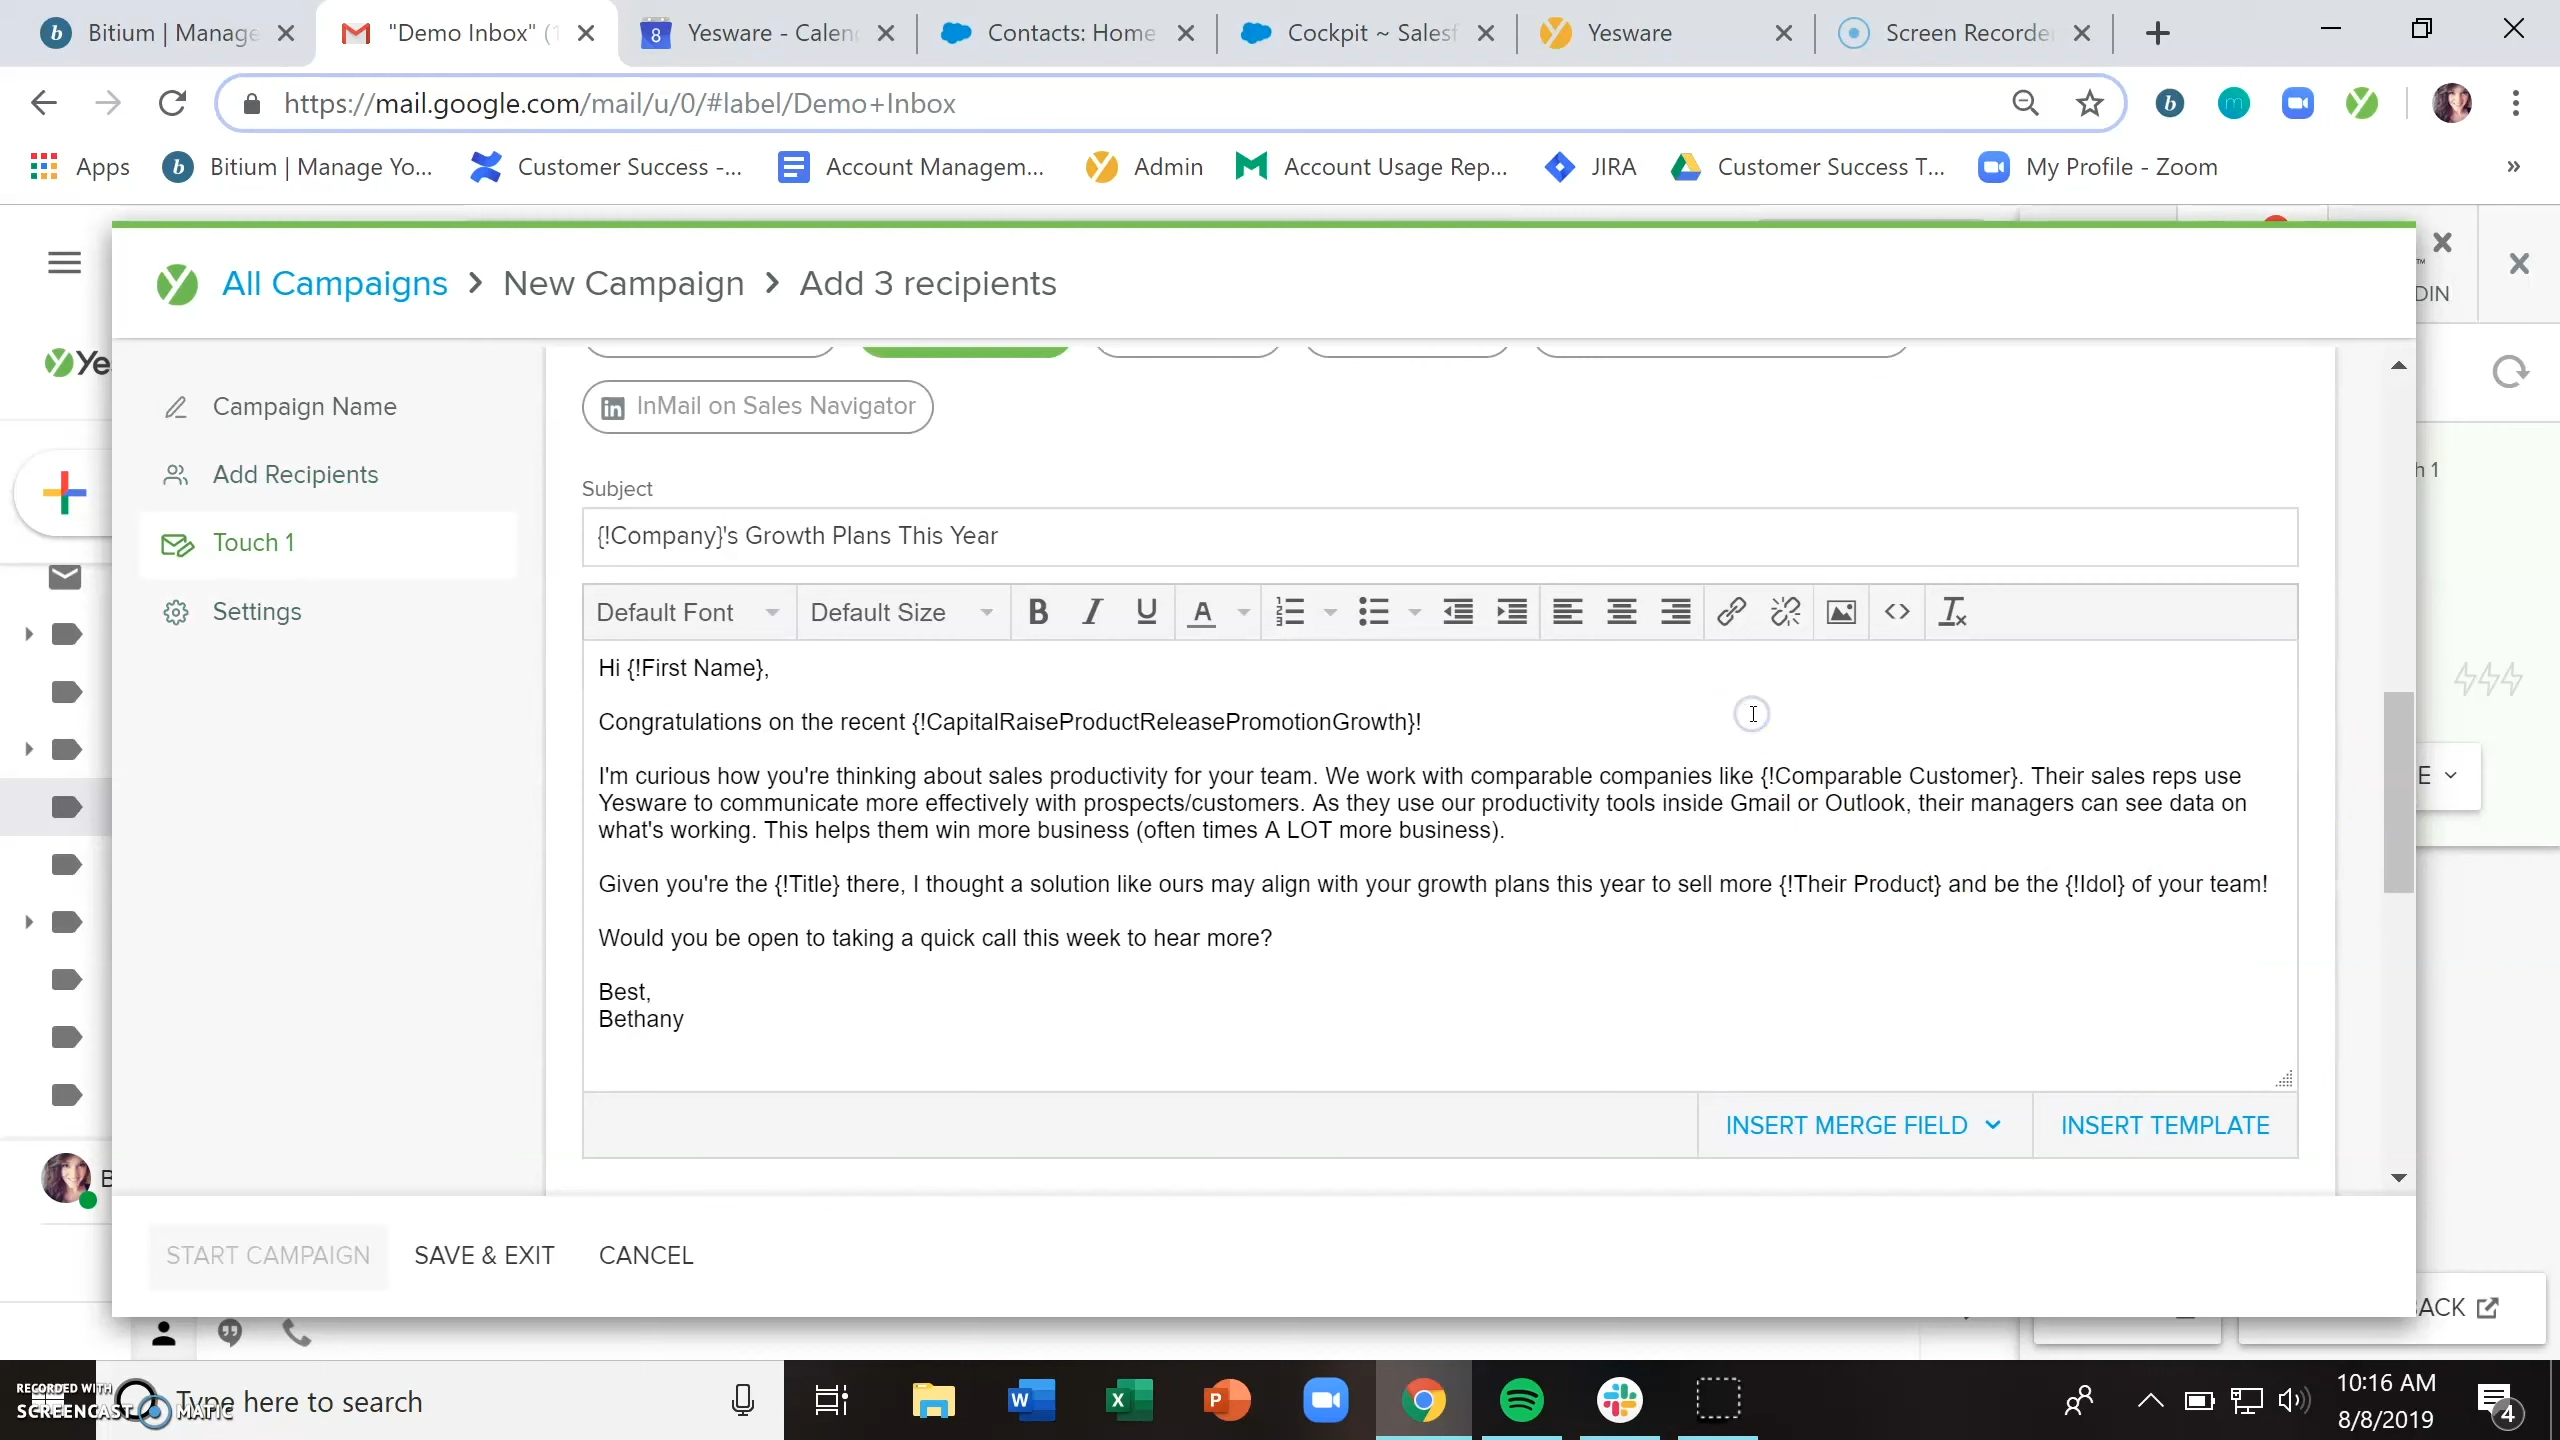 Bitium | Manage
"Demo Inbox" (
8
Yesware - Calen
Contacts: Home
Cockpit ~ Salesf
Yesware
Screen Recorde
https://mail.google.com/mail/u/0/#label/Demo+Inbox
Apps
Bitium | Manage Yo...
Customer Success -...
Account Managem...
Admin
Account Usage Rep...
JIRA
Customer Success T...
My Profile - Zoom
»
All Campaigns > New Campaign > Add 3 recipients
DIN
Ye
Campaign Name
Add Recipients
Touch 1
Settings
InMail on Sales Navigator
h 1
Subject
{!Company}'s Growth Plans This Year
Default Font
Default Size
B I U A
Hi {!First Name},
Congratulations on the recent {!CapitalRaiseProductReleasePromotionGrowth}!
I'm curious how you're thinking about sales productivity for your team. We work with comparable companies like {!Comparable Customer}. Their sales reps use
Yesware to communicate more effectively with prospects/customers. As they use our productivity tools inside Gmail or Outlook, their managers can see data on
what's working. This helps them win more business (often times A LOT more business).
Given you're the {!Title} there, I thought a solution like ours may align with your growth plans this year to sell more {!Their Product} and be the {!Idol} of your team!
Would you be open to taking a quick call this week to hear more?
Best,
Bethany
E
INSERT MERGE FIELD
INSERT TEMPLATE
B
START CAMPAIGN
SAVE & EXIT
CANCEL
ACK
RECORDED WITH
SCREENCAST MATIC
Type here to search
10:16 AM
8/8/2019
4